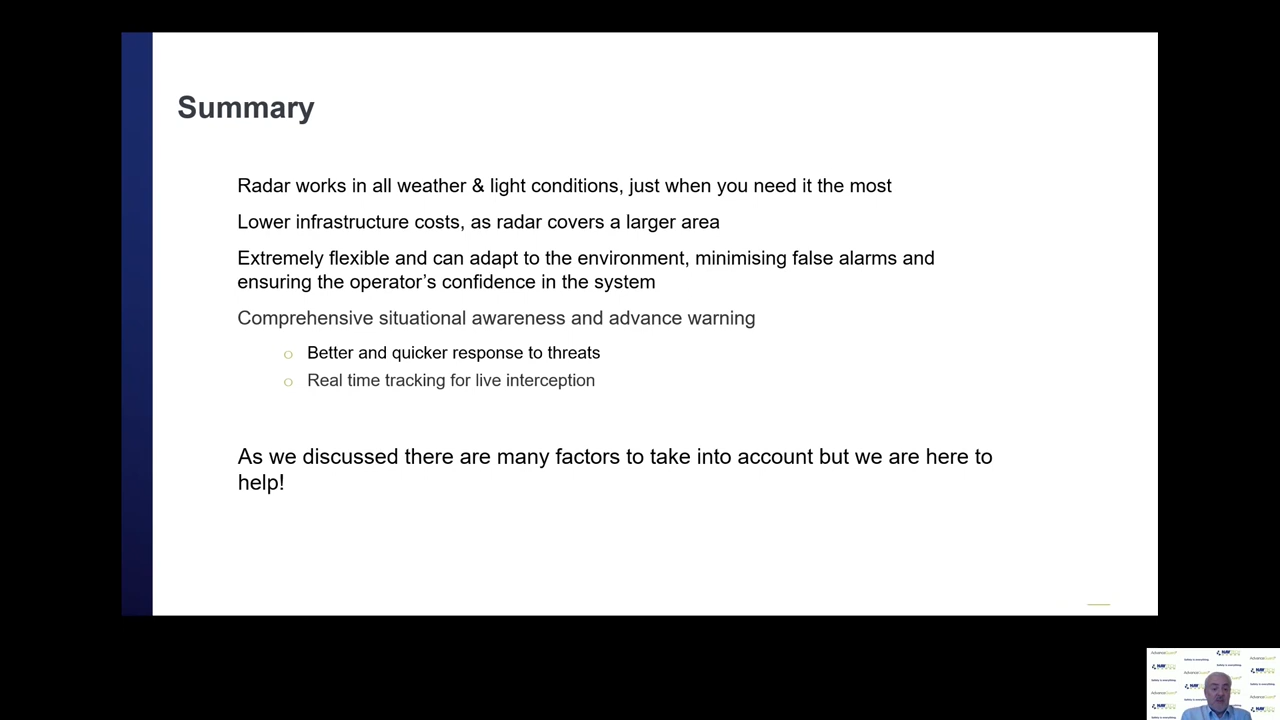 Summary
Radar works in all weather & light conditions, just when you need it the most
Lower infrastructure costs, as radar covers a larger area
Extremely flexible and can adapt to the environment, minimising false alarms and
ensuring the operator’s confidence in the system
Comprehensive situational awareness and advance warning
o Better and quicker response to threats
o Real time tracking for live interception
As we discussed there are many factors to take into account but we are here to
help!